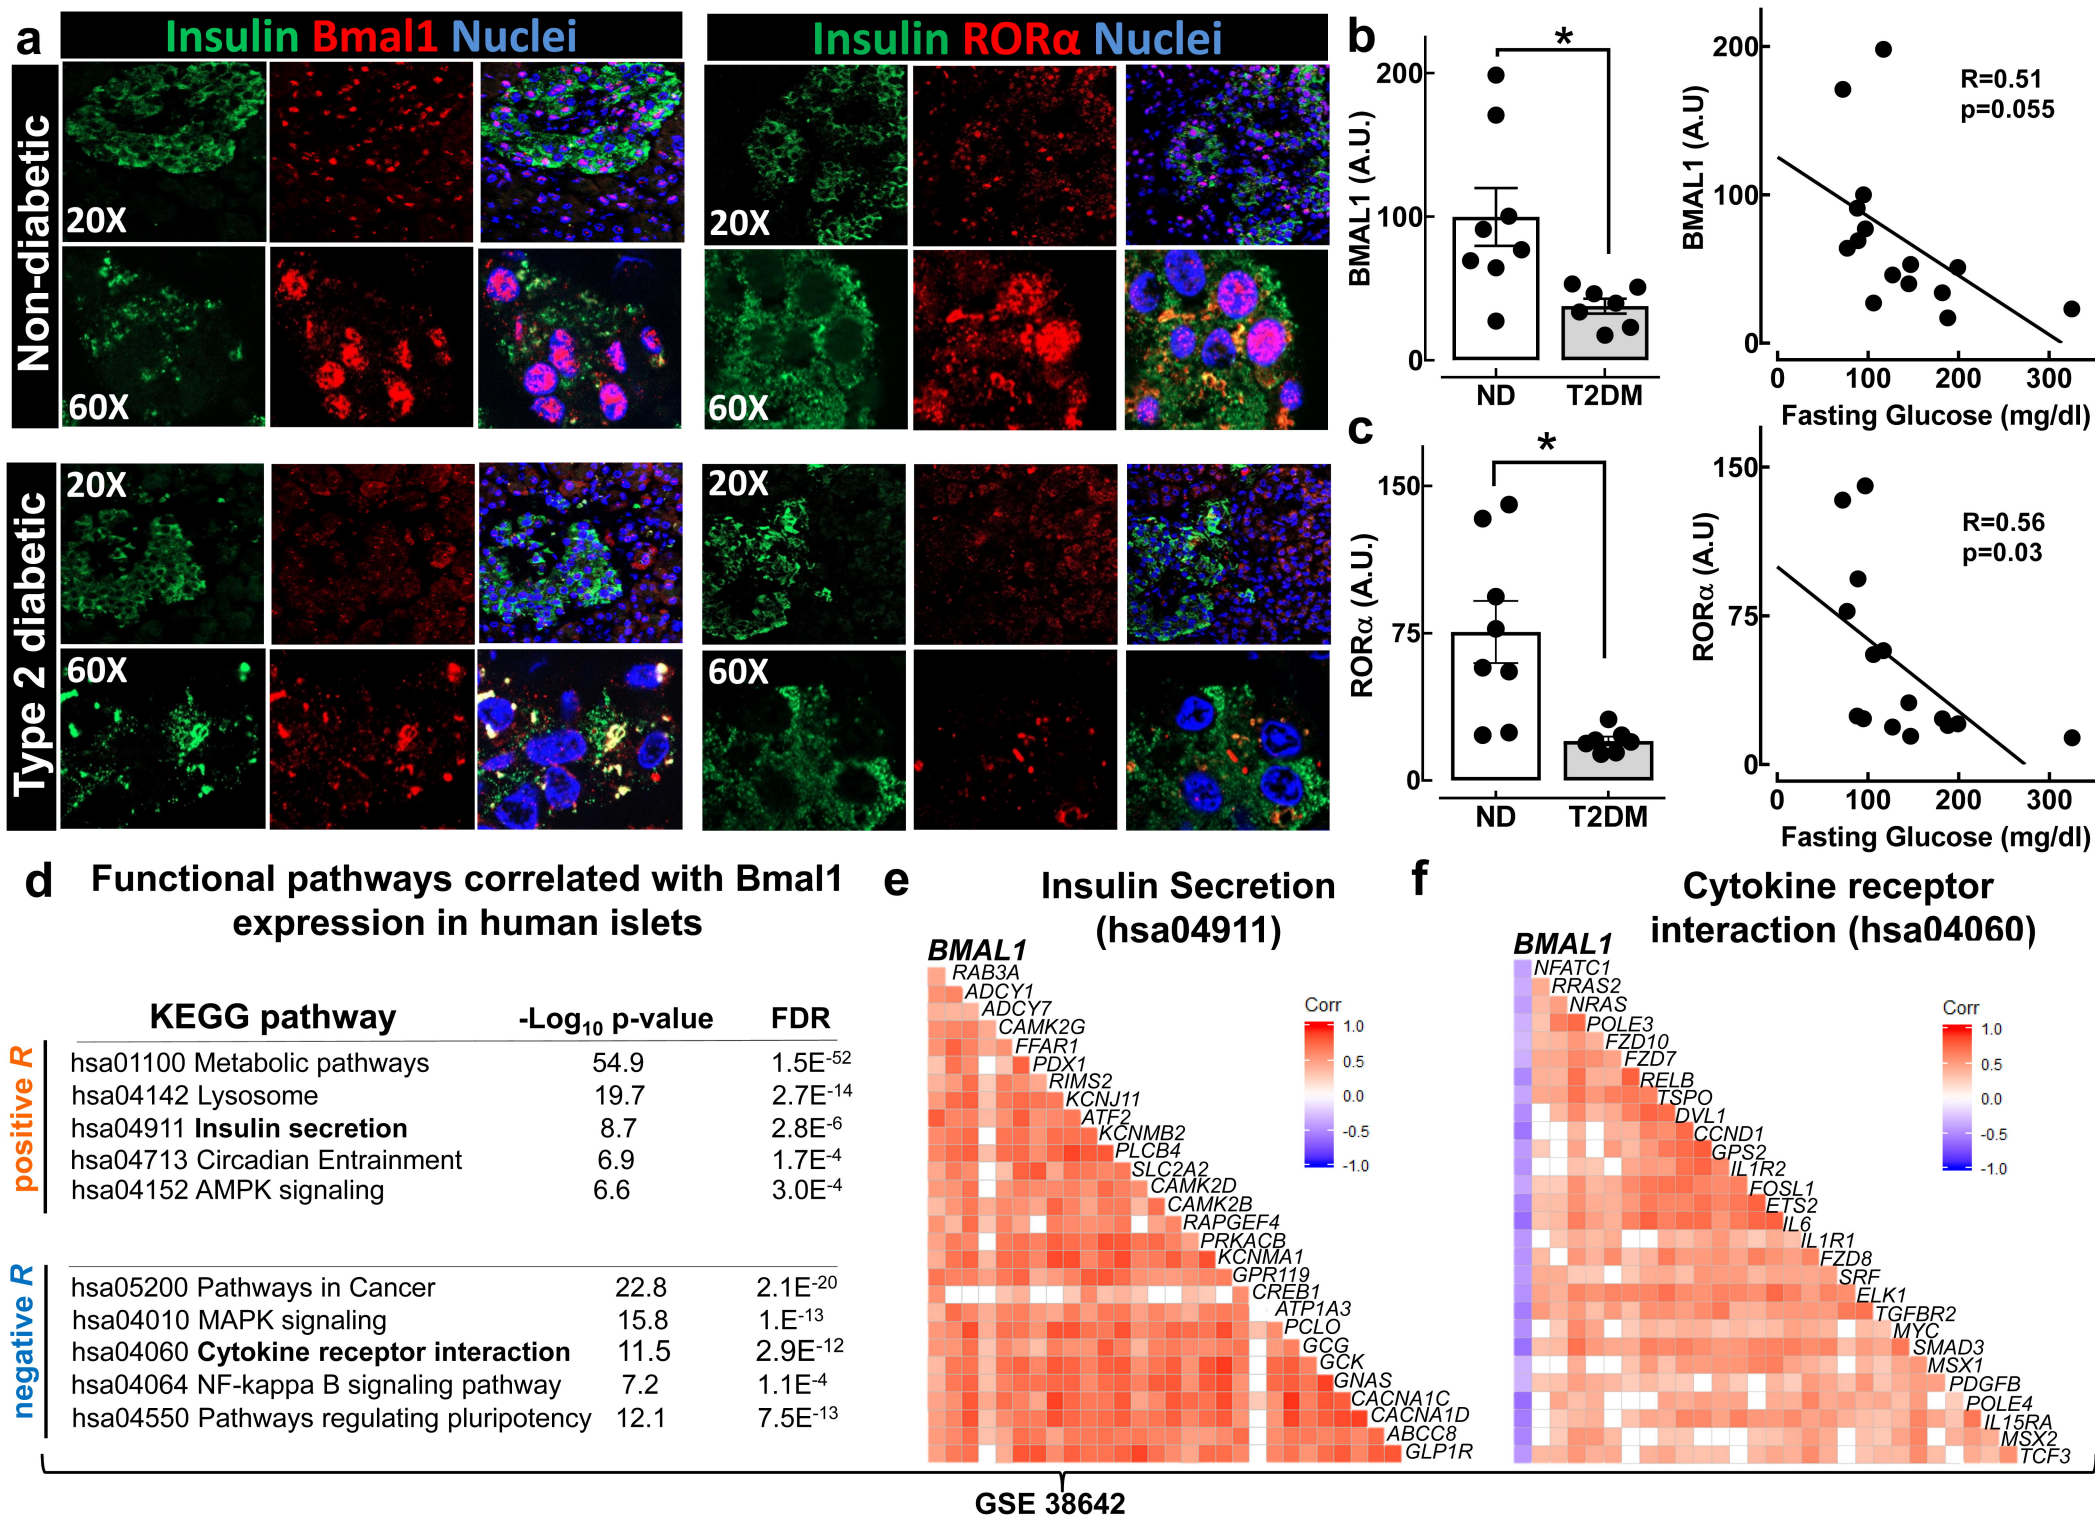 a
Insulin Bmal1 Nuclei
Insulin RORα Nuclei
Non-diabetic
20X
60X
20X
60X
Type 2 diabetic
20X
60X
20X
60X
b
*
BMAL1 (A.U.)
200
100
0
ND T2DM
BMAL1 (A.U)
200
100
0
R=0.51
p=0.055
0 100 200 300
Fasting Glucose (mg/dl)
c
*
RORα (A.U.)
150
75
0
ND T2DM
RORα (A.U)
150
75
0
R=0.56
p=0.03
0 100 200 300
Fasting Glucose (mg/dl)
d
Functional pathways correlated with Bmal1
expression in human islets
KEGG pathway -Log10 p-value FDR
positive R
hsa01100 Metabolic pathways 54.9 1.5E-52
hsa04142 Lysosome 19.7 2.7E-14
hsa04911 Insulin secretion 8.7 2.8E-6
hsa04713 Circadian Entrainment 6.9 1.7E-4
hsa04152 AMPK signaling 6.6 3.0E-4
negative R
hsa05200 Pathways in Cancer 22.8 2.1E-20
hsa04010 MAPK signaling 15.8 1.E-13
hsa04060 Cytokine receptor interaction 11.5 2.9E-12
hsa04064 NF-kappa B signaling pathway 7.2 1.1E-4
hsa04550 Pathways regulating pluripotency 12.1 7.5E-13
e
Insulin Secretion
(hsa04911)
BMAL1
RAB3A
ADCY1
ADCY7
CAMK2G
FFAR1
PDX1
RIMS2
KCNJ11
ATF2
KCNMB2
PLCB4
SLC2A2
CAMK2D
CAMK2B
RAPGEF4
PRKACB
KCNMA1
GPR119
CREB1
ATP1A3
PCLO
GCG
GCK
GNAS
CACNA1C
CACNA1D
ABCC8
GLP1R
Corr
1.0
0.5
0.0
-0.5
-1.0
f
Cytokine receptor
interaction (hsa04060)
BMAL1
NFATC1
RRAS2
NRAS
POLE3
FZD10
FZD7
RELB
TSPO
DVL1
CCND1
GPS2
IL1R2
FOSL1
ETS2
IL6
IL1R1
FZD8
SRF
ELK1
TGFBR2
MYC
SMAD3
MSX1
PDGFB
POLE4
IL15RA
MSX2
TCF3
Corr
1.0
0.5
0.0
-0.5
-1.0
GSE 38642